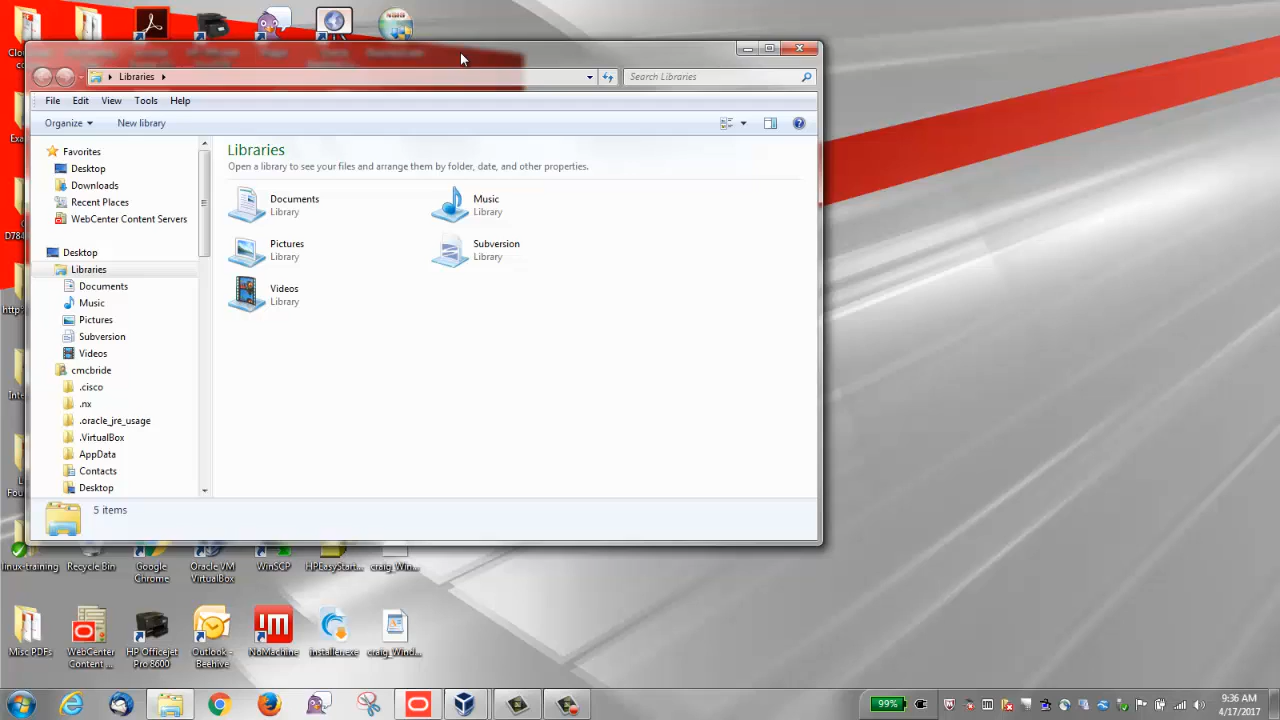 Libraries
Search Libraries
File Edit View Tools Help
Organize New library
Favorites
Desktop
Downloads
Recent Places
WebCenter Content Servers
Desktop
Libraries
Documents
Music
Pictures
Subversion
Videos
cmcbride
.cisco
.nx
.oracle_jre_usage
.VirtualBox
AppData
Contacts
Desktop
Libraries
Open a library to see your files and arrange them by folder, date, and other properties.
Documents
Library
Music
Library
Pictures
Library
Subversion
Library
Videos
Library
5 items
linux-training
Recycle Bin
Google
Chrome
Oracle VM
VirtualBox
WinSCP
HPEasyStart...
craig_Win...
Misc PDFs
WebCenter
Content ...
HP Officejet
Pro 8600
Outlook -
Beehive
NoMachine
installer.exe
craig_Wind...
99%
9:36 AM
4/17/2017